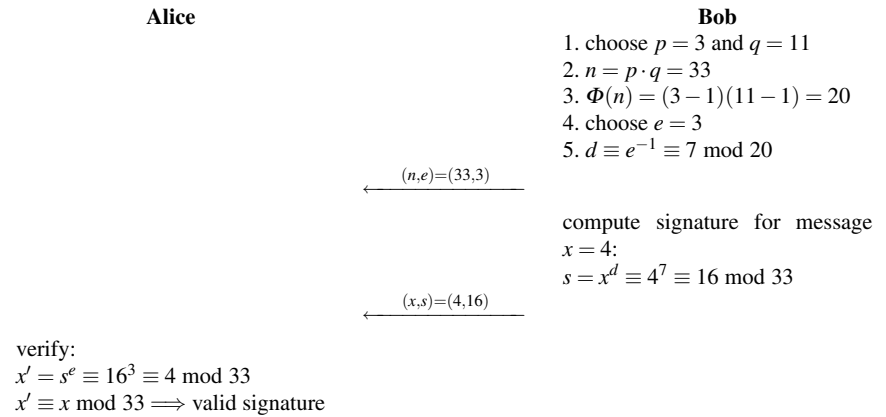 Alice
Bob
1. choose p = 3 and q = 11
2. n = p · q = 33
3. Φ(n) = (3 − 1)(11 − 1) = 20
4. choose e = 3
5. d ≡ e⁻¹ ≡ 7 mod 20
(n,e)=(33,3)
←
compute signature for message
x = 4:
s = xᵈ ≡ 4⁷ ≡ 16 mod 33
(x,s)=(4,16)
←
verify:
x′ = sᵉ ≡ 16³ ≡ 4 mod 33
x′ ≡ x mod 33 ⟹ valid signature